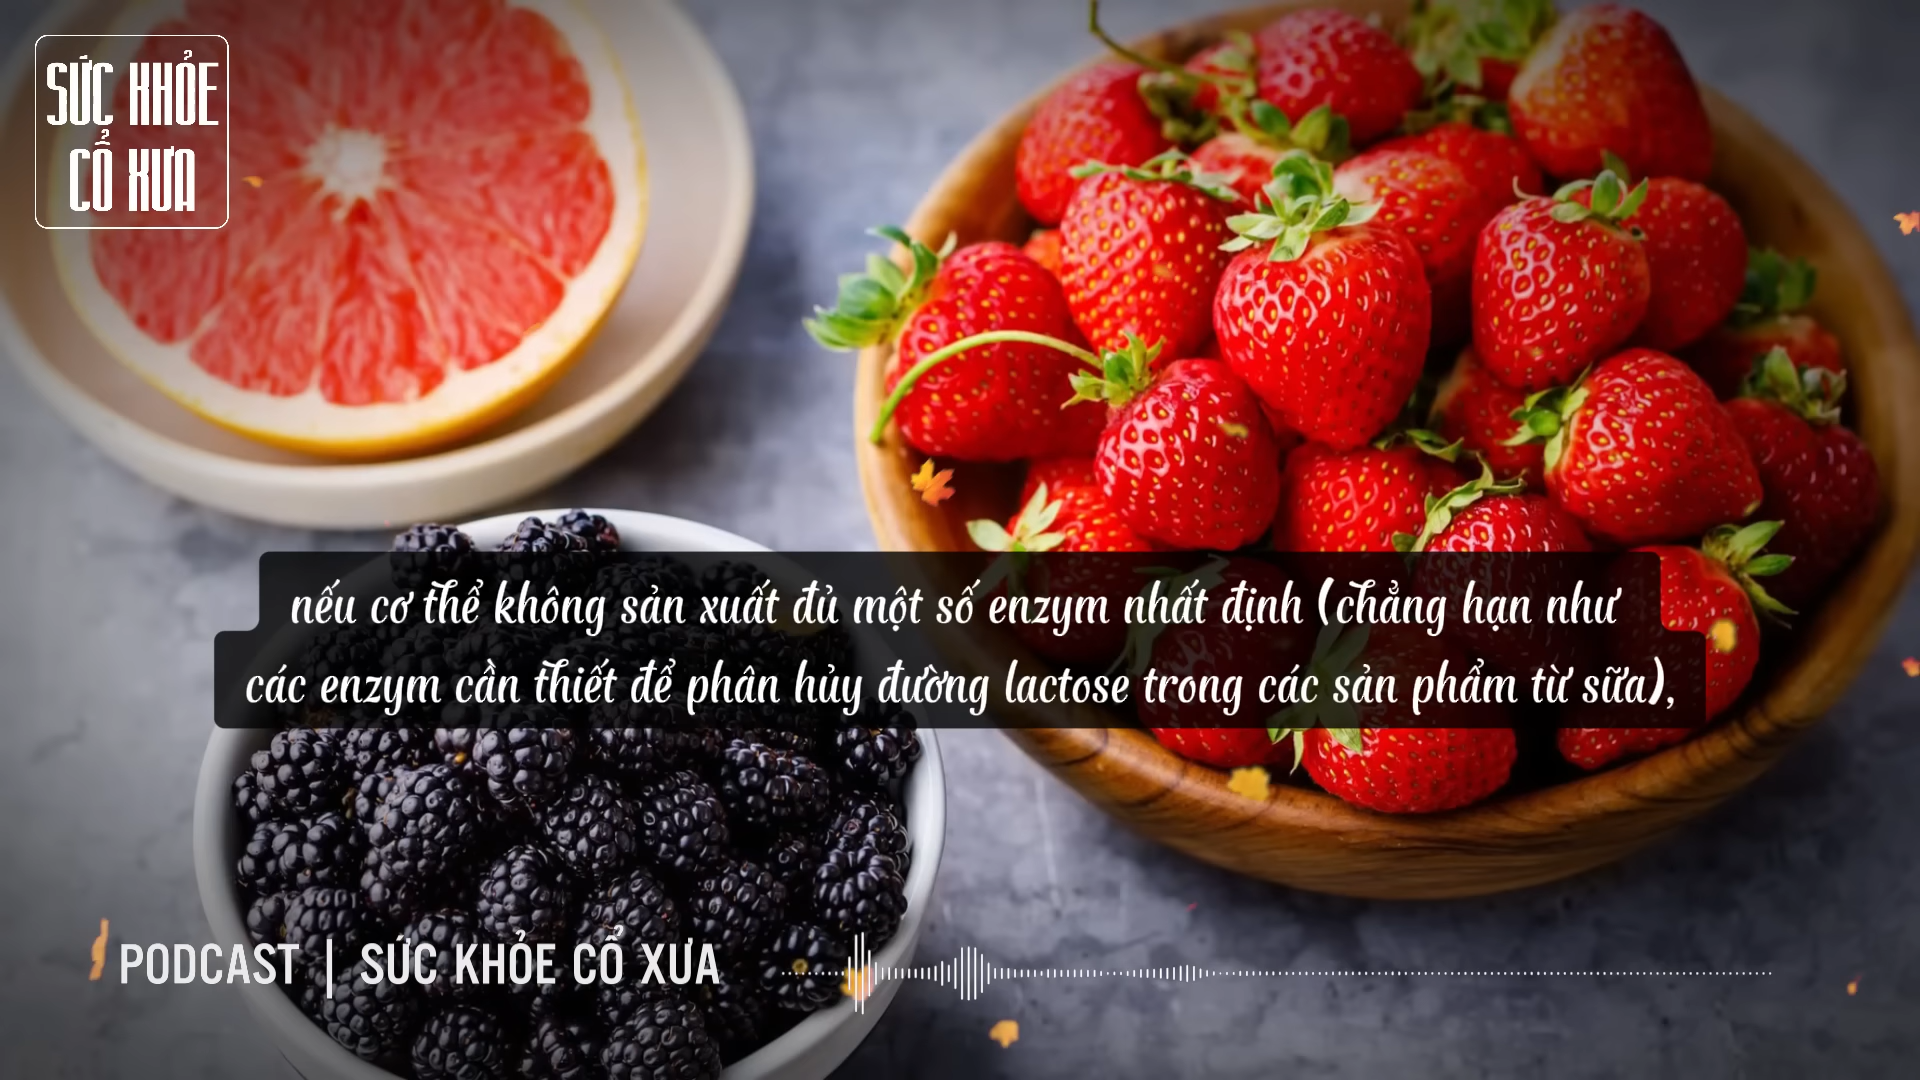 SỨC KHỎE
CỔ XƯA
nếu cơ thể không sản xuất đủ một số enzym nhất định (chẳng hạn như
các enzym cần thiết để phân hủy đường lactose trong các sản phẩm từ sữa),
PODCAST | SỨC KHỎE CỔ XƯA